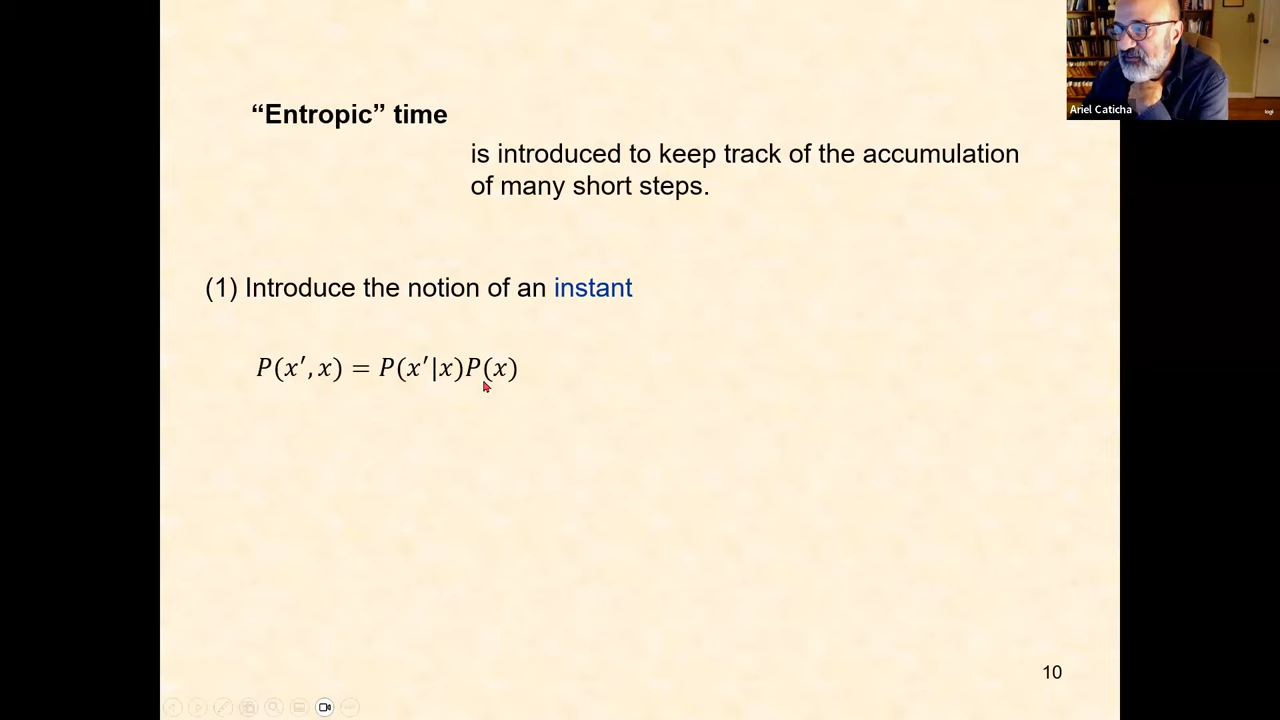 “Entropic” time
is introduced to keep track of the accumulation
of many short steps.
(1) Introduce the notion of an instant
P(x′, x) = P(x′|x)P(x)
10
Ariel Caticha
logi